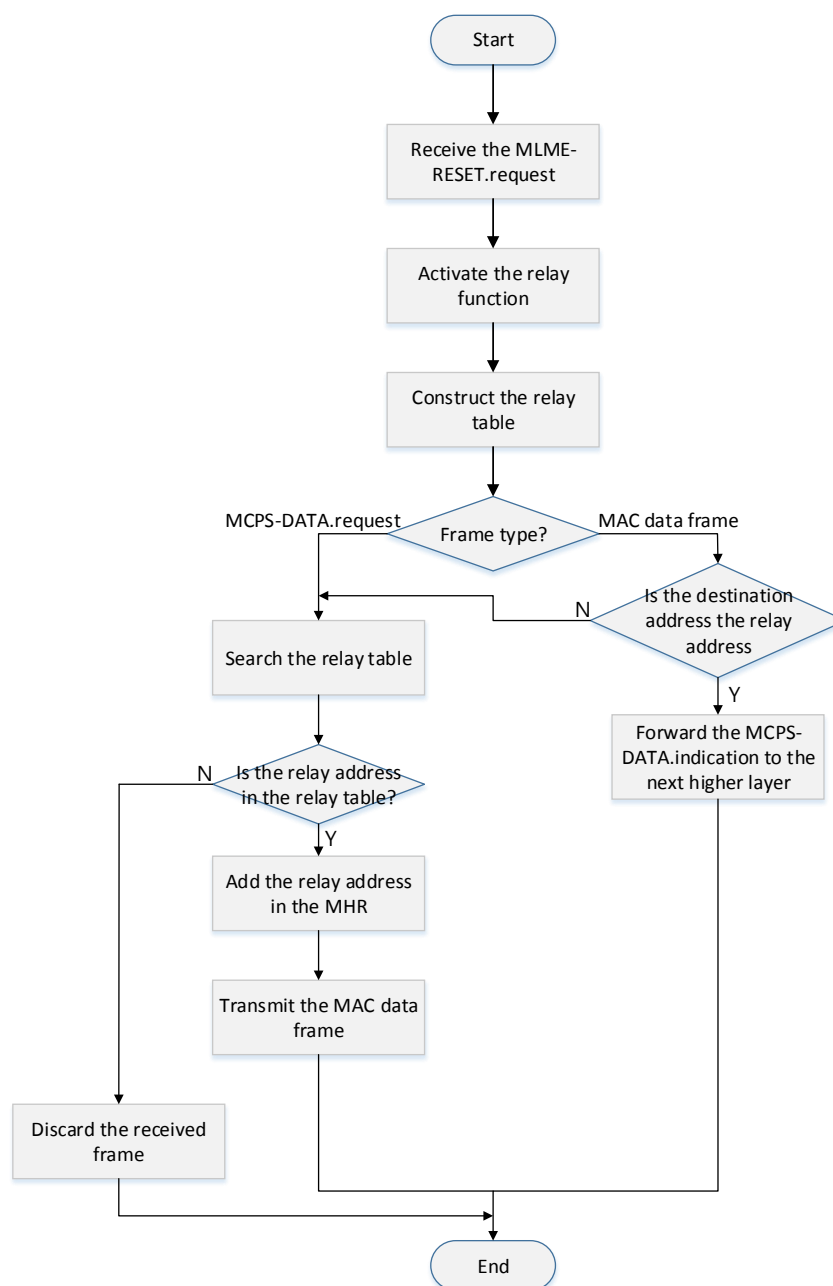 Start
Receive the MLME-
RESET.request
Activate the relay
function
Construct the relay
table
MCPS-DATA.request
Frame type?
MAC data frame
Is the destination
address the relay
address
N
Y
Search the relay table
Forward the MCPS-
DATA.indication to the
next higher layer
Is the relay address
in the relay table?
N
Y
Add the relay address
in the MHR
Transmit the MAC data
frame
Discard the received
frame
End